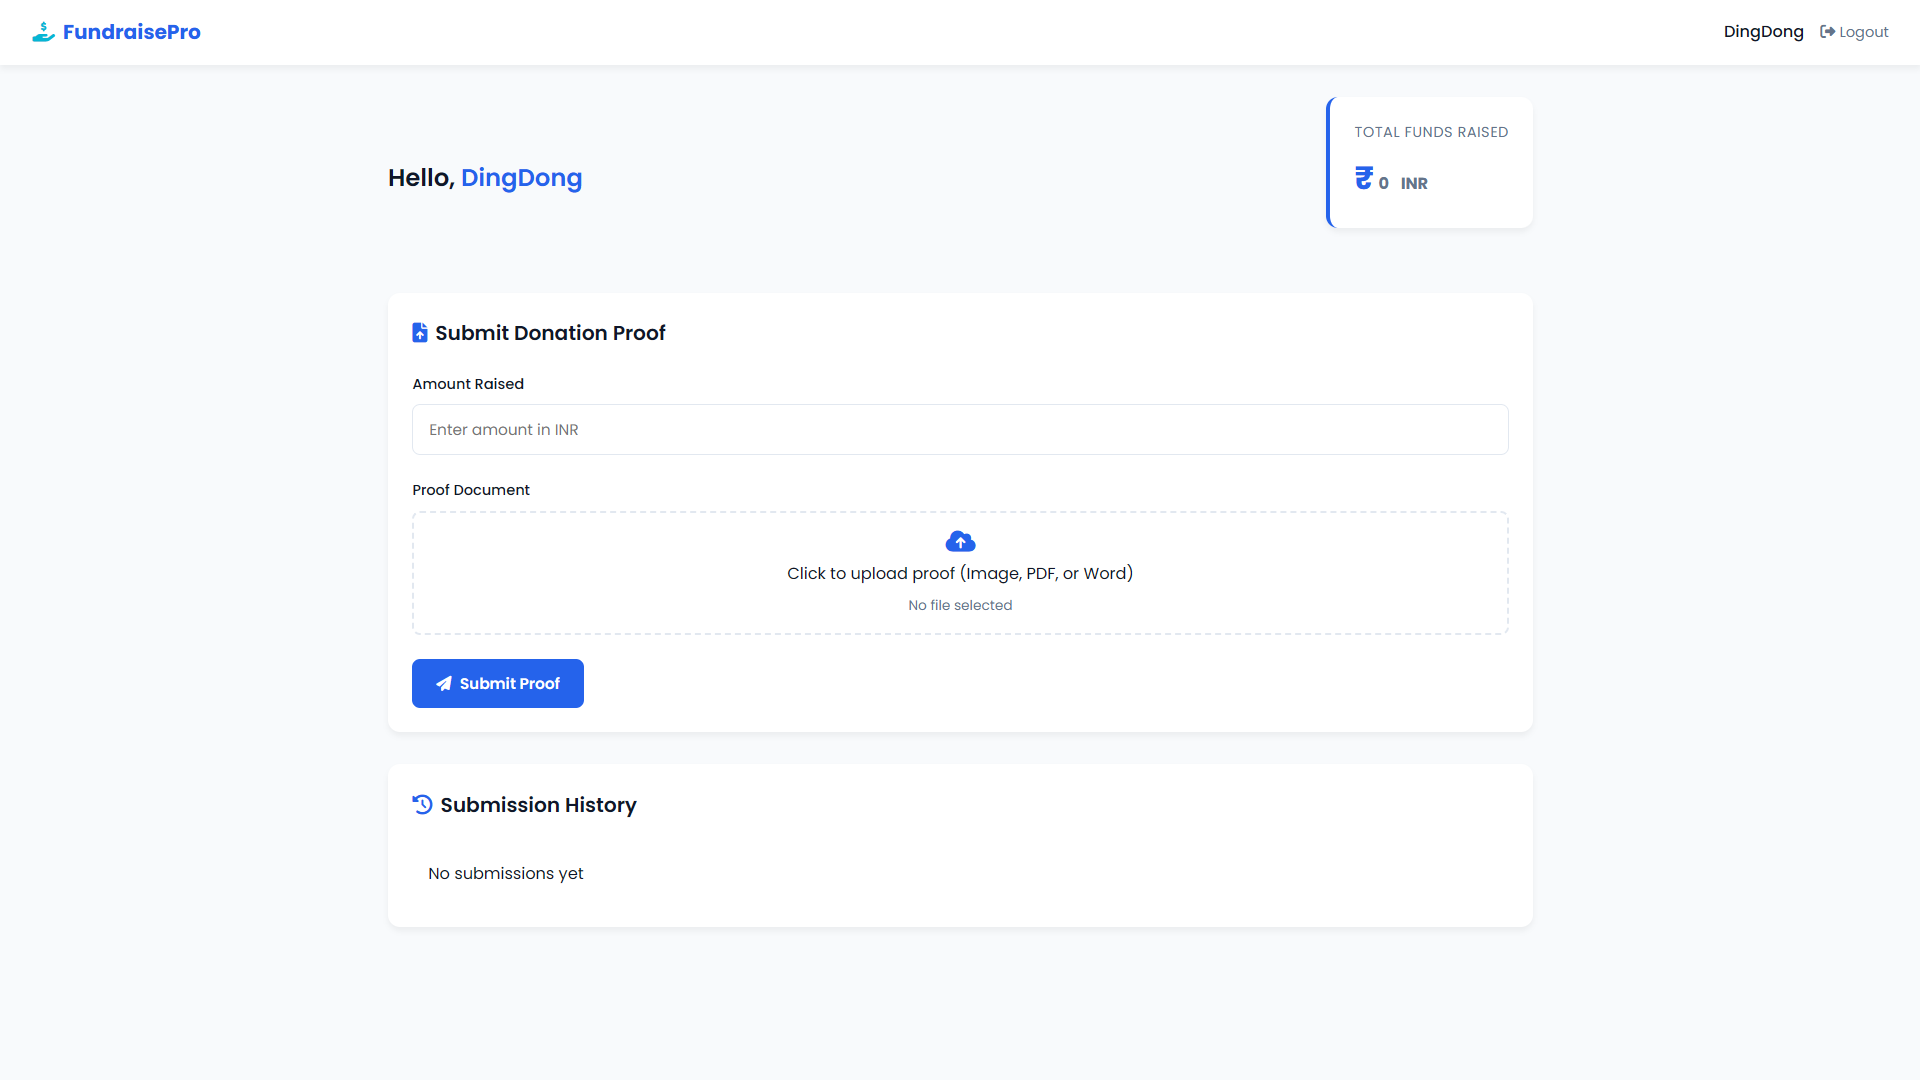 FundraisePro
DingDong Logout
TOTAL FUNDS RAISED
Hello, DingDong
₹ 0 INR
Submit Donation Proof
Amount Raised
Enter amount in INR
Proof Document
Click to upload proof (Image, PDF, or Word)
No file selected
Submit Proof
Submission History
No submissions yet